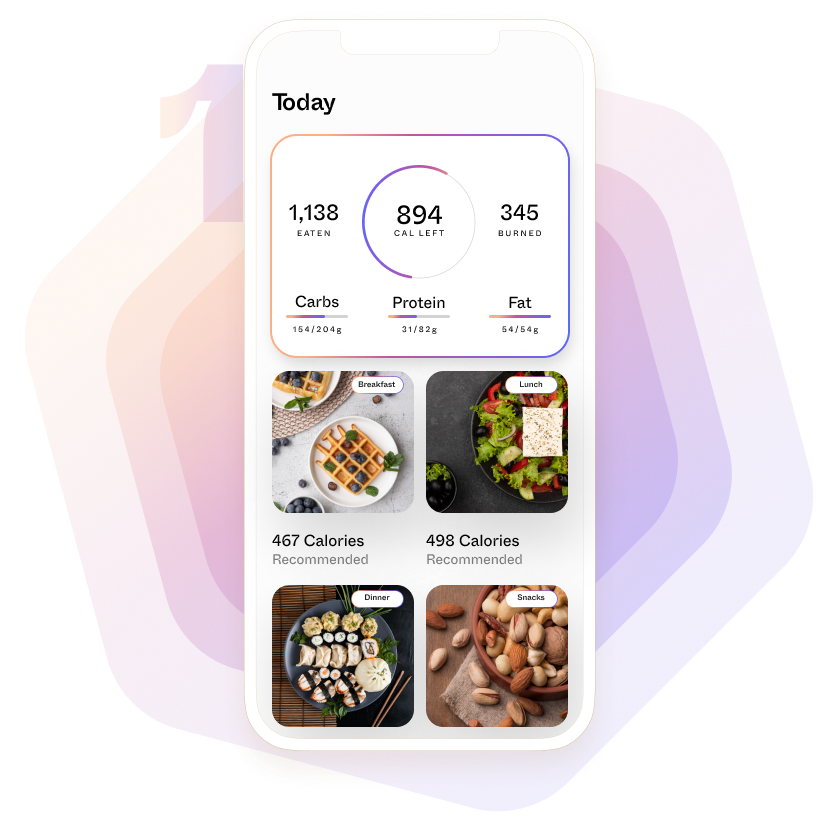 1
Today
1,138
EATEN
894
CAL LEFT
345
BURNED
Carbs
154/204g
Protein
31/82g
Fat
54/54g
Breakfast
Lunch
467 Calories
Recommended
498 Calories
Recommended
Dinner
Snacks